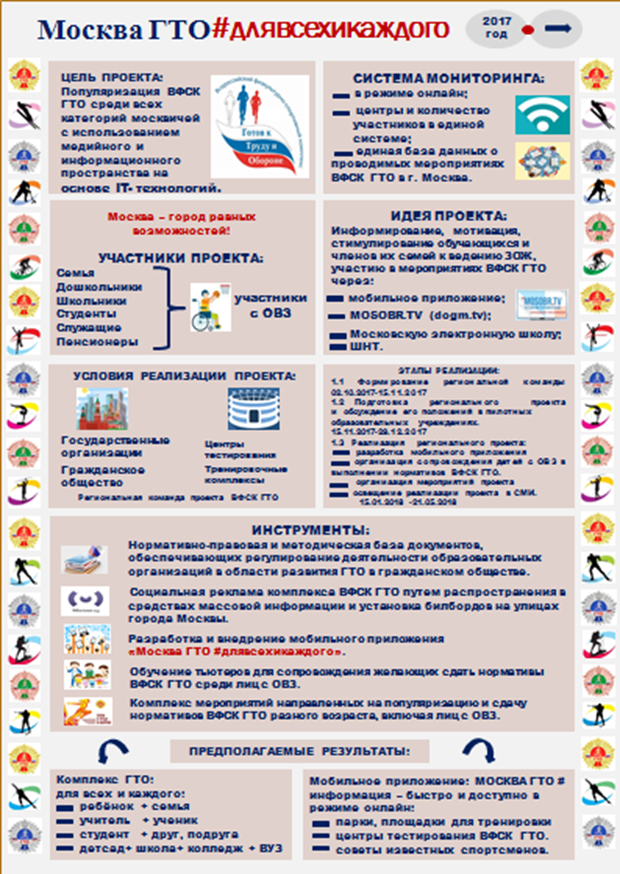 Москва ГТО#длявсехикаждого
2017
год
ЦЕЛЬ ПРОЕКТА:
Популяризация ВФСК
ГТО среди всех
категорий москвичей
с использованием
медийного и
информационного
пространства на
основе IT- технологий.
Готов к
Труду и
Обороне
СИСТЕМА МОНИТОРИНГА:
в режиме онлайн;
центры и количество
участников в единой
системе;
единая база данных о
проводимых мероприятиях
ВФСК ГТО в г. Москва.
Москва – город равных
возможностей!
УЧАСТНИКИ ПРОЕКТА:
Семья
Дошкольники
Школьники
Студенты
Служащие
Пенсионеры
участники
с ОВЗ
ИДЕЯ ПРОЕКТА:
Информирование, мотивация,
стимулирование обучающихся и
членов их семьи к ведению ЗОЖ,
участию в мероприятиях ВФСК ГТО
через:
мобильное приложение;
MOSOBR.TV (dogm.tv);
MOSOBR.TV
Московскую электронную школу;
ШНТ.
УСЛОВИЯ РЕАЛИЗАЦИИ ПРОЕКТА:
Государственные
организации
Гражданское
общество
Центры
тестирования
Тренировочные
комплексы
Региональная команда проекта ВФСК ГТО
ЭТАПЫ РЕАЛИЗАЦИИ:
1.1 Формирование региональной команды
02.10.2017-15.11.2017
1.2 Подготовка регионального проекта
и обсуждение его положений в пилотных
образовательных учреждениях.
15.11.2017-28.12.2017
1.3 Реализация регионального проекта:
разработка мобильного приложения
организация сопровождения детей с ОВЗ в
выполнении нормативов ВФСК ГТО.
организация мероприятий проекта
освещение реализации проекта в СМИ.
15.01.2018 -21.05.2018
ИНСТРУМЕНТЫ:
Нормативно-правовая и методическая база документов,
обеспечивающих регулирование деятельности образовательных
организаций в области развития ГТО в гражданском обществе.
Социальная реклама комплекса ВФСК ГТО путем распространения в
средствах массовой информации и установка билбордов на улицах
города Москвы.
Разработка и внедрение мобильного приложения
«Москва ГТО #длявсехикаждого».
Обучение тьютеров для сопровождения желающих сдать нормативы
ВФСК ГТО среди лиц с ОВЗ.
Комплекс мероприятий направленных на популяризацию и сдачу
нормативов ВФСК ГТО разного возраста, включая лиц с ОВЗ.
ПРЕДПОЛАГАЕМЫЕ РЕЗУЛЬТАТЫ:
Комплекс ГТО:
для всех и каждого:
ребёнок + семья
учитель + ученик
студент + друг, подруга
детсад+ школа+ колледж + ВУЗ
Мобильное приложение: МОСКВА ГТО #
информация – быстро и доступно в
режиме онлайн:
парки, площадки для тренировки
центры тестирования ВФСК ГТО.
советы известных спортсменов.